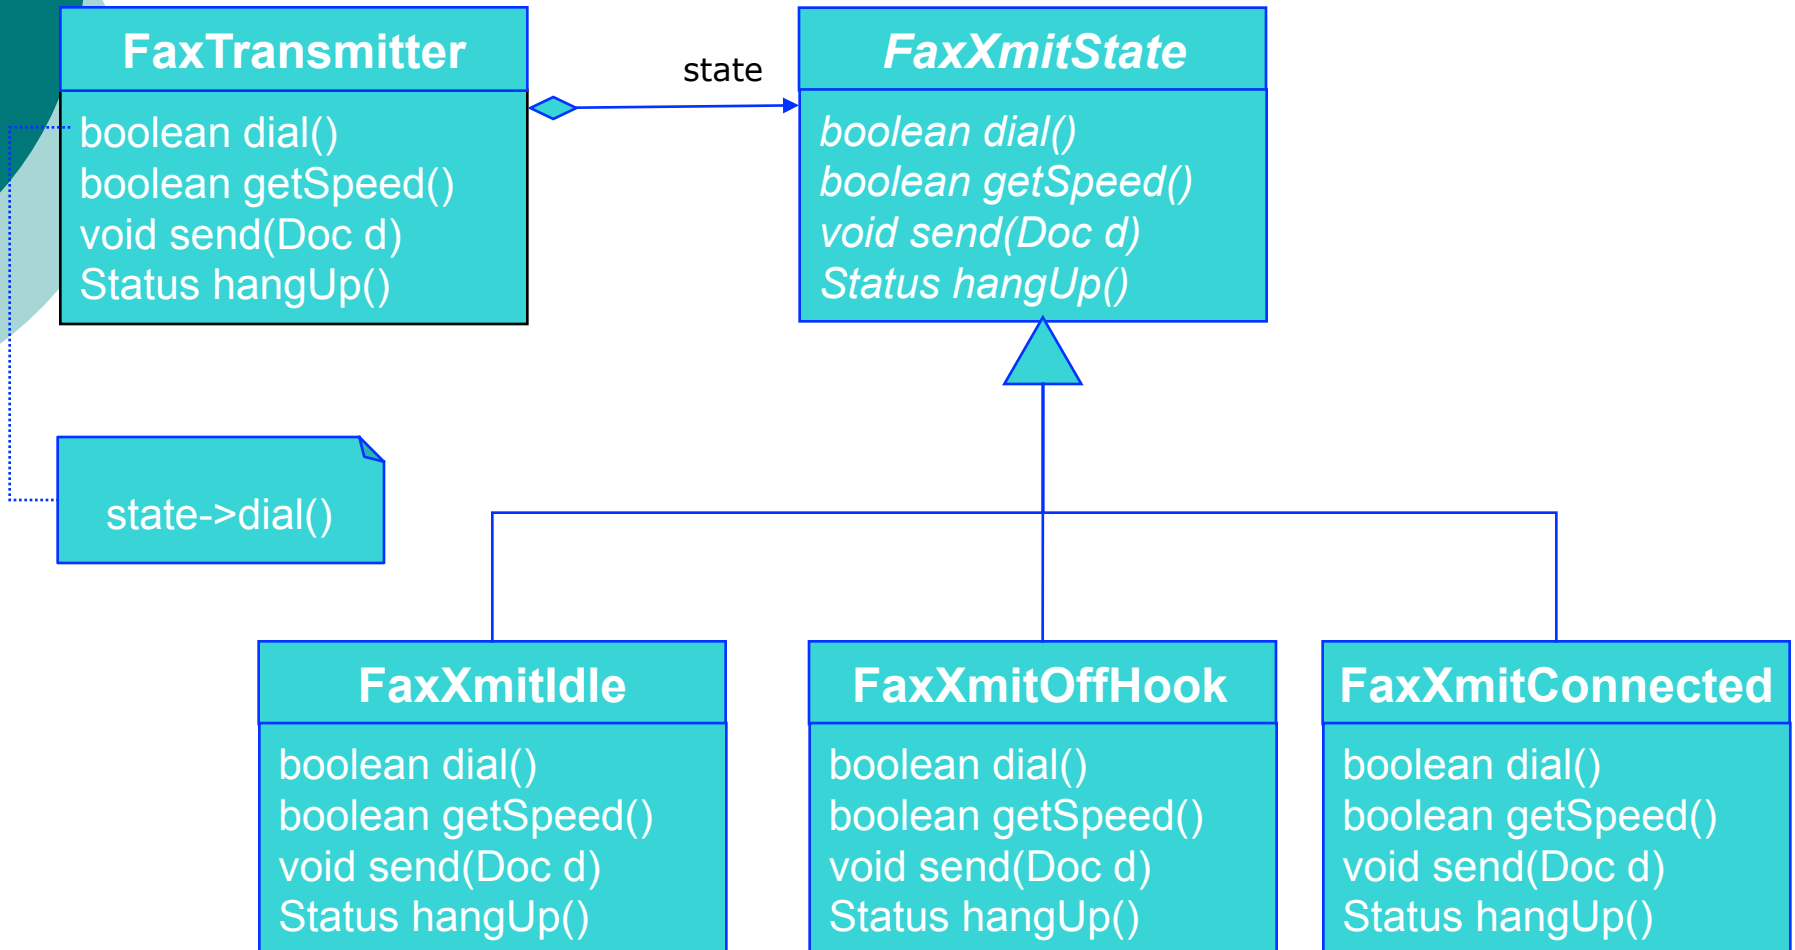 FaxTransmitter
boolean dial()
boolean getSpeed()
void send(Doc d)
Status hangUp()
state
FaxXmitState
boolean dial()
boolean getSpeed()
void send(Doc d)
Status hangUp()
state->dial()
FaxXmitIdle
boolean dial()
boolean getSpeed()
void send(Doc d)
Status hangUp()
FaxXmitOffHook
boolean dial()
boolean getSpeed()
void send(Doc d)
Status hangUp()
FaxXmitConnected
boolean dial()
boolean getSpeed()
void send(Doc d)
Status hangUp()